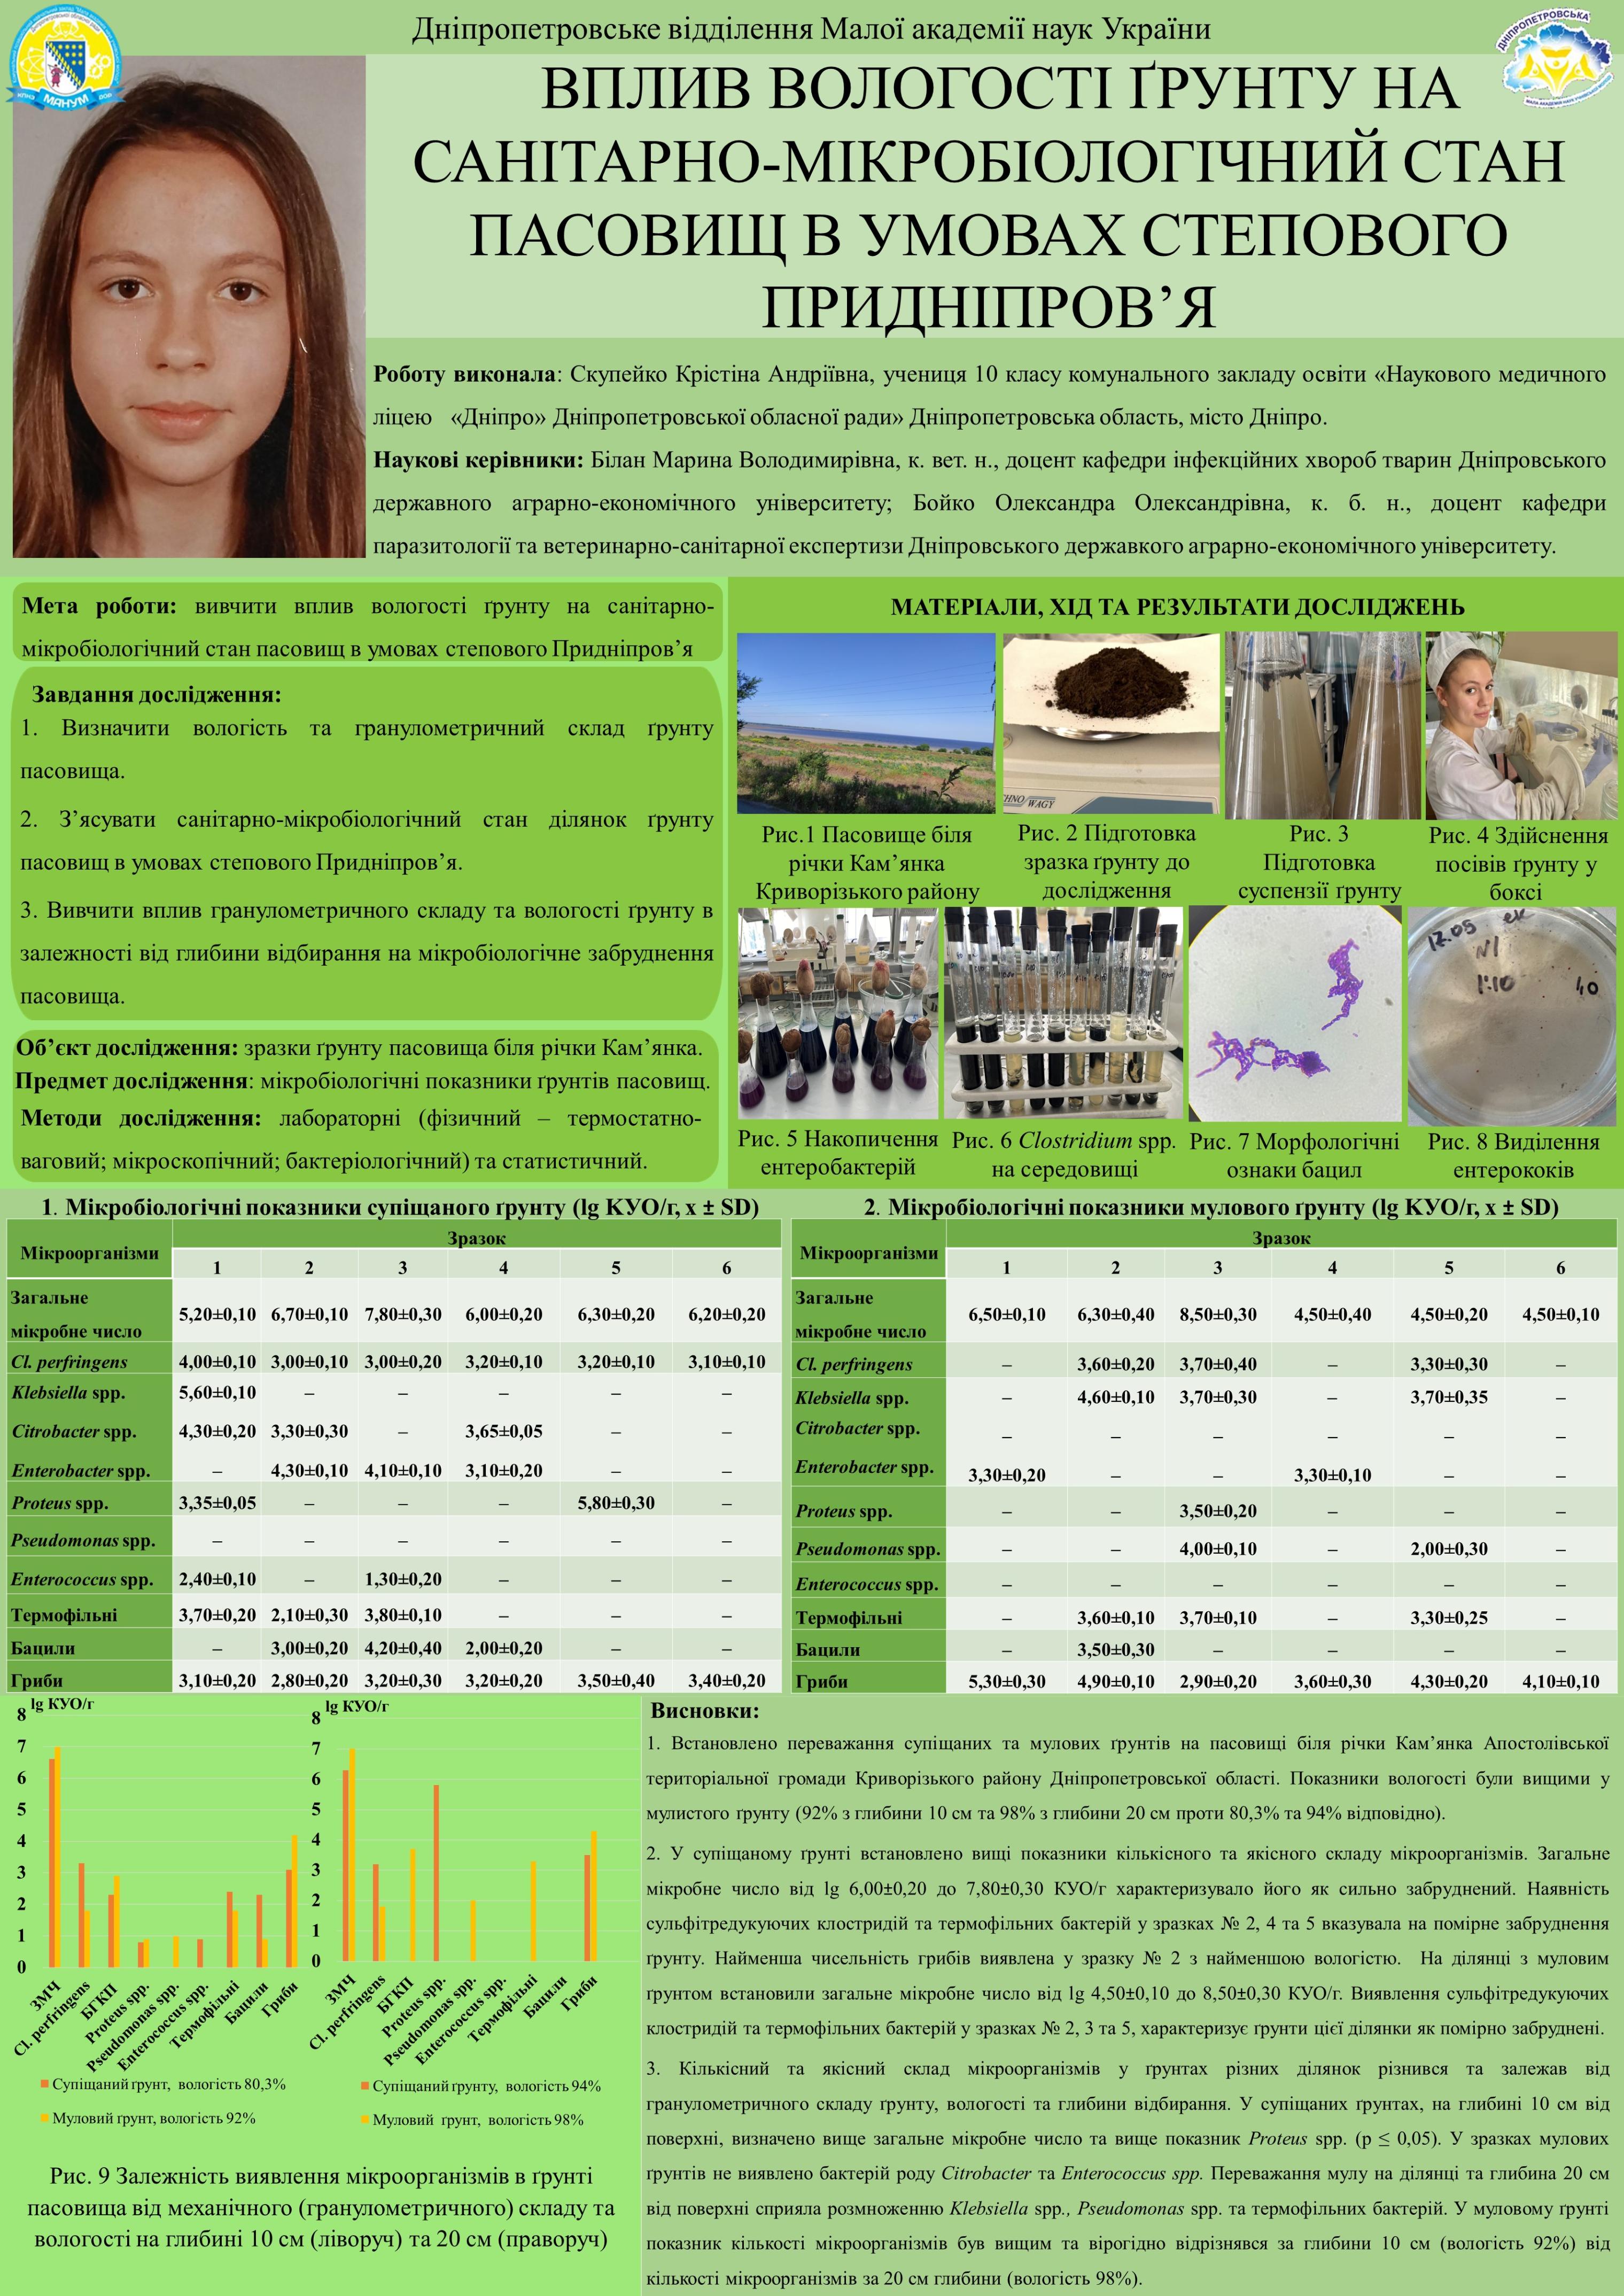 Дніпропетровське відділення Малої академії наук України
МАНУМ
ДНІПРОПЕТРОВСЬКА
ВПЛИВ ВОЛОГОСТІ ҐРУНТУ НА
САНІТАРНО-МІКРОБІОЛОГІЧНИЙ СТАН
ПАСОВИЩ В УМОВАХ СТЕПОВОГО
ПРИДНІПРОВ’Я
Роботу виконала: Скупейко Крістіна Андріївна, учениця 10 класу комунального закладу освіти «Наукового медичного
ліцею «Дніпро» Дніпропетровської обласної ради» Дніпропетровська область, місто Дніпро.
Наукові керівники: Білан Марина Володимирівна, к. вет. н., доцент кафедри інфекційних хвороб тварин Дніпровського
державного аграрно-економічного університету; Бойко Олександра Олександрівна, к. б. н., доцент кафедри
паразитології та ветеринарно-санітарної експертизи Дніпровського державкого аграрно-економічного університету.
Мета роботи: вивчити вплив вологості ґрунту на санітарно-
мікробіологічний стан пасовищ в умовах степового Придніпров’я
Завдання дослідження:
1. Визначити вологість та гранулометричний склад ґрунту
пасовища.
2. З’ясувати санітарно-мікробіологічний стан ділянок ґрунту
пасовищ в умовах степового Придніпров’я.
3. Вивчити вплив гранулометричного складу та вологості ґрунту в
залежності від глибини відбирання на мікробіологічне забруднення
пасовища.
Об’єкт дослідження: зразки ґрунту пасовища біля річки Кам’янка.
Предмет дослідження: мікробіологічні показники ґрунтів пасовищ.
Методи дослідження: лабораторні (фізичний – термостатно-
ваговий; мікроскопічний; бактеріологічний) та статистичний.
МАТЕРІАЛИ, ХІД ТА РЕЗУЛЬТАТИ ДОСЛІДЖЕНЬ
HNO/WAGY
Рис.1 Пасовище біля
річки Кам’янка
Криворізького району
Рис. 2 Підготовка
зразка ґрунту до
дослідження
Рис. 3
Підготовка
суспензії ґрунту
Рис. 4 Здійснення
посівів ґрунту у
боксі
17.05 ек
N1
1:10
40
Рис. 5 Накопичення
ентеробактерій
Рис. 6 Clostridium spp.
на середовищі
Рис. 7 Морфологічні
ознаки бацил
Рис. 8 Виділення
ентерококів
1. Мікробіологічні показники супіщаного ґрунту (lg КУО/г, x ± SD)
Мікроорганізми Зразок
1 2 3 4 5 6
Загальне
мікробне число 5,20±0,10 6,70±0,10 7,80±0,30 6,00±0,20 6,30±0,20 6,20±0,20
Cl. perfringens 4,00±0,10 3,00±0,10 3,00±0,20 3,20±0,10 3,20±0,10 3,10±0,10
Klebsiella spp. 5,60±0,10 – – – – –
Citrobacter spp. 4,30±0,20 3,30±0,30 – 3,65±0,05 – –
Enterobacter spp. – 4,30±0,10 4,10±0,10 3,10±0,20 – –
Proteus spp. 3,35±0,05 – – – 5,80±0,30 –
Pseudomonas spp. – – – – – –
Enterococcus spp. 2,40±0,10 – 1,30±0,20 – – –
Термофільні 3,70±0,20 2,10±0,30 3,80±0,10 – – –
Бацили – 3,00±0,20 4,20±0,40 2,00±0,20 – –
Гриби 3,10±0,20 2,80±0,20 3,20±0,30 3,20±0,20 3,50±0,40 3,40±0,20
2. Мікробіологічні показники мулового ґрунту (lg КУО/г, x ± SD)
Мікроорганізми Зразок
1 2 3 4 5 6
Загальне
мікробне число 6,50±0,10 6,30±0,40 8,50±0,30 4,50±0,40 4,50±0,20 4,50±0,10
Cl. perfringens – 3,60±0,20 3,70±0,40 – 3,30±0,30 –
Klebsiella spp. – 4,60±0,10 3,70±0,30 – 3,70±0,35 –
Citrobacter spp. – – – – – –
Enterobacter spp. 3,30±0,20 – – 3,30±0,10 – –
Proteus spp. – – 3,50±0,20 – – –
Pseudomonas spp. – – 4,00±0,10 – 2,00±0,30 –
Enterococcus spp. – – – – – –
Термофільні – 3,60±0,10 3,70±0,10 – 3,30±0,25 –
Бацили – 3,50±0,30 – – – –
Гриби 5,30±0,30 4,90±0,10 2,90±0,20 3,60±0,30 4,30±0,20 4,10±0,10
lg КУО/г
8
7
6
5
4
3
2
1
0
ЗМЧ
Cl. perfringens
БГКП
Proteus spp.
Pseudomonas spp.
Enterococcus spp.
Термофільні
Бацили
Гриби
Супіщаний ґрунт, вологість 80,3%
Муловий ґрунт, вологість 92%
lg КУО/г
8
7
6
5
4
3
2
1
0
ЗМЧ
Cl. perfringens
БГКП
Proteus spp.
Pseudomonas spp.
Enterococcus spp.
Термофільні
Бацили
Гриби
Супіщаний ґрунту, вологість 94%
Муловий ґрунт, вологість 98%
Рис. 9 Залежність виявлення мікроорганізмів в ґрунті
пасовища від механічного (гранулометричного) складу та
вологості на глибині 10 см (ліворуч) та 20 см (праворуч)
Висновки:
1. Встановлено переважання супіщаних та мулових ґрунтів на пасовищі біля річки Кам’янка Апостолівської
територіальної громади Криворізького району Дніпропетровської області. Показники вологості були вищими у
мулистого ґрунту (92% з глибини 10 см та 98% з глибини 20 см проти 80,3% та 94% відповідно).
2. У супіщаному ґрунті встановлено вищі показники кількісного та якісного складу мікроорганізмів. Загальне
мікробне число від lg 6,00±0,20 до 7,80±0,30 КУО/г характеризувало його як сильно забруднений. Наявність
сульфітредукуючих клостридій та термофільних бактерій у зразках № 2, 4 та 5 вказувала на помірне забруднення
ґрунту. Найменша чисельність грибів виявлена у зразку № 2 з найменшою вологістю. На ділянці з муловим
ґрунтом встановили загальне мікробне число від lg 4,50±0,10 до 8,50±0,30 КУО/г. Виявлення сульфітредукуючих
клостридій та термофільних бактерій у зразках № 2, 3 та 5, характеризує ґрунти цієї ділянки як помірно забруднені.
3. Кількісний та якісний склад мікроорганізмів у ґрунтах різних ділянок різнився та залежав від
гранулометричного складу ґрунту, вологості та глибини відбирання. У супіщаних ґрунтах, на глибині 10 см від
поверхні, визначено вище загальне мікробне число та вище показник Proteus spp. (p ≤ 0,05). У зразках мулових
ґрунтів не виявлено бактерій роду Citrobacter та Enterococcus spp. Переважання мулу на ділянці та глибина 20 см
від поверхні сприяла розмноженню Klebsiella spp., Pseudomonas spp. та термофільних бактерій. У муловому ґрунті
показник кількості мікроорганізмів був вищим та вірогідно відрізнявся за глибини 10 см (вологість 92%) від
кількості мікроорганізмів за 20 см глибини (вологість 98%).